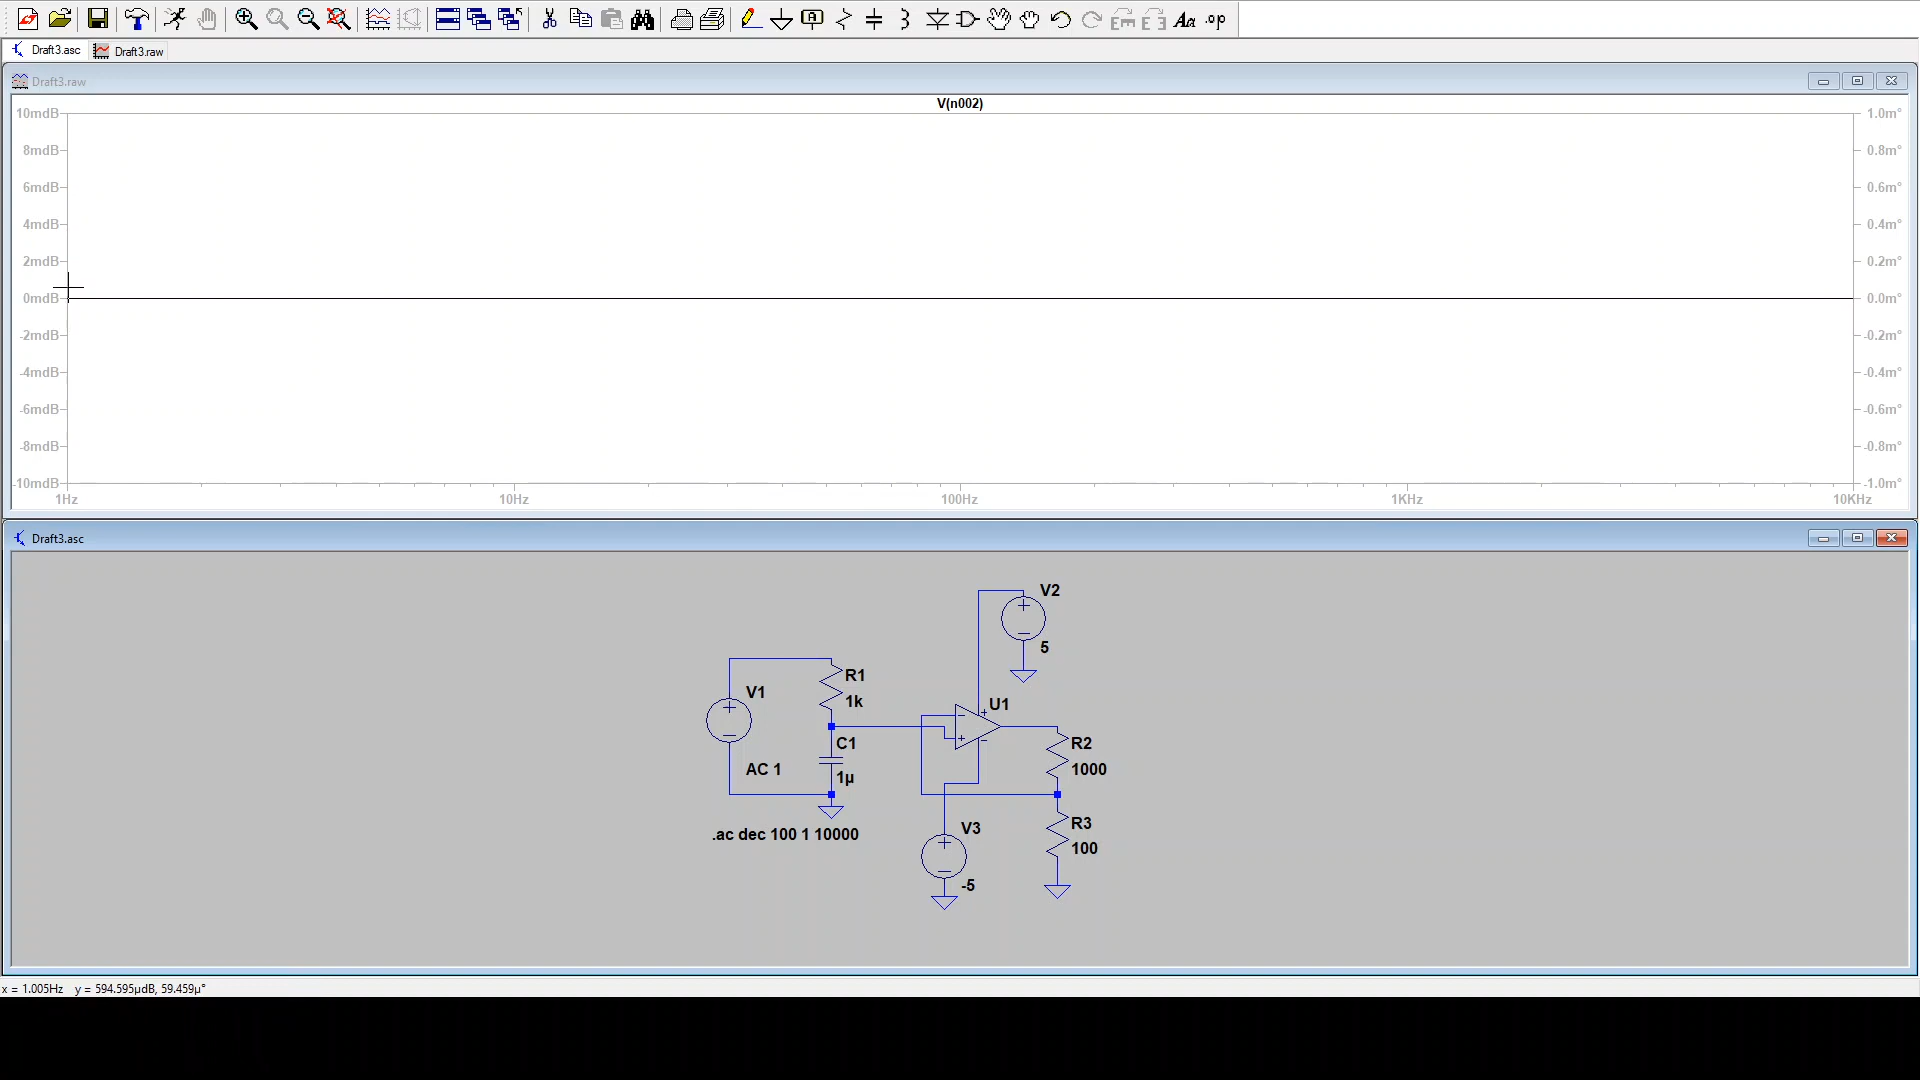 .op
Draft3.asc
Draft3.raw
Draft3.raw
V(n002)
10mdB
8mdB
6mdB
4mdB
2mdB
0mdB
-2mdB
-4mdB
-6mdB
-8mdB
-10mdB
1.0m°
0.8m°
0.6m°
0.4m°
0.2m°
0.0m°
-0.2m°
-0.4m°
-0.6m°
-0.8m°
-1.0m°
1Hz
10Hz
100Hz
1KHz
10KHz
Draft3.asc
V2
5
R1
1k
V1
AC 1
C1
1µ
U1
R2
1000
R3
100
V3
-5
.ac dec 100 1 10000
x = 1.005Hz y = 594.595µdB, 59.459µ°